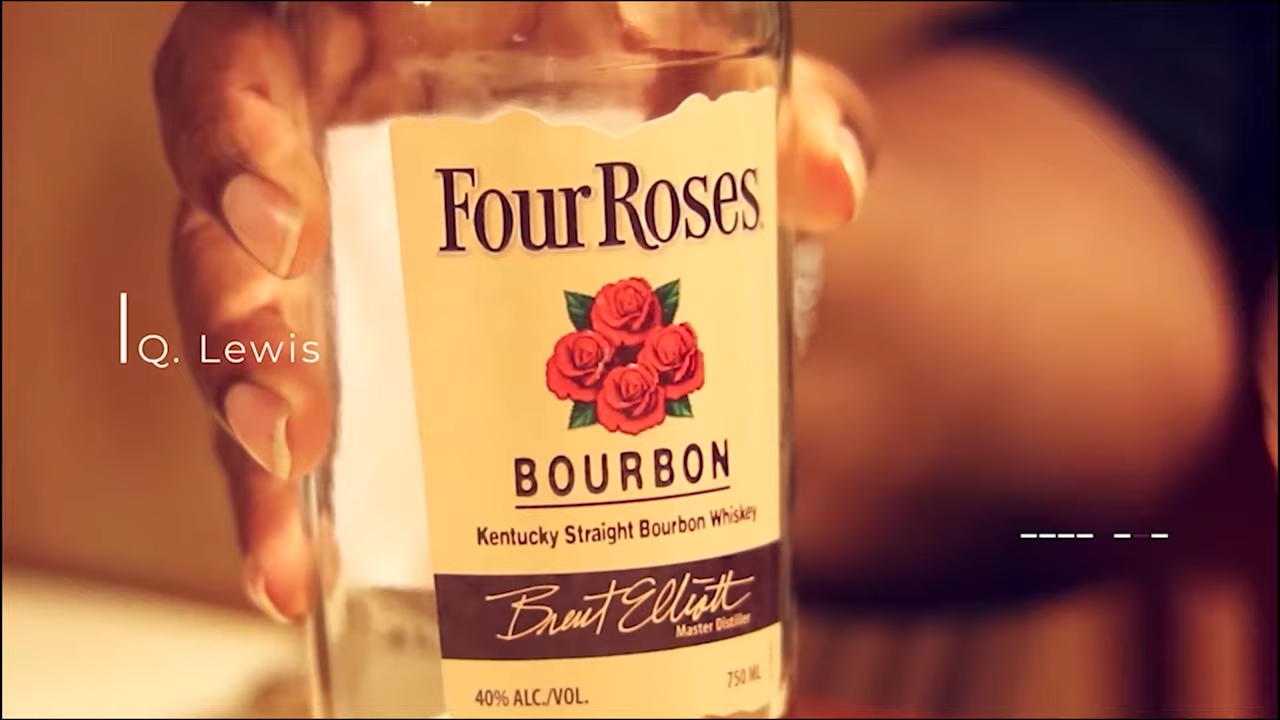 Four Roses
BOURBON
Kentucky Straight Bourbon Whiskey
Brent Elliott
Master Distiller
40% ALC./VOL.
750 ML
Q. Lewis